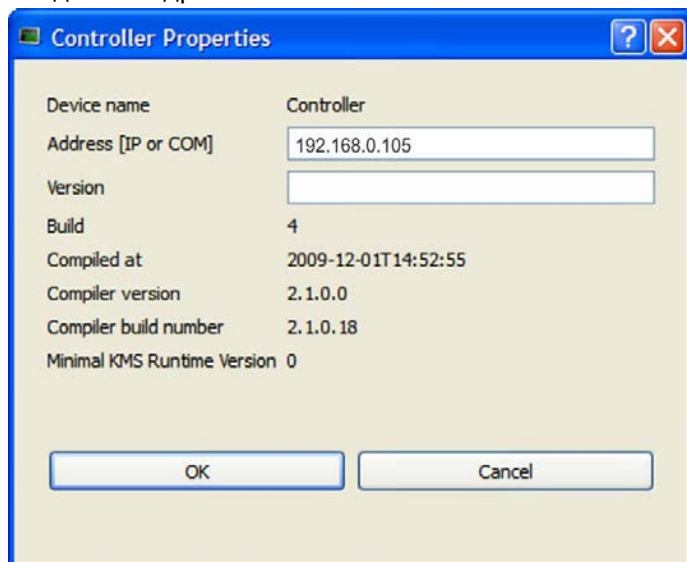 Controller Properties
Device name Controller
Address [IP or COM] 192.168.0.105
Version
Build 4
Compiled at 2009-12-01T14:52:55
Compiler version 2.1.0.0
Compiler build number 2.1.0.18
Minimal KMS Runtime Version 0
OK Cancel